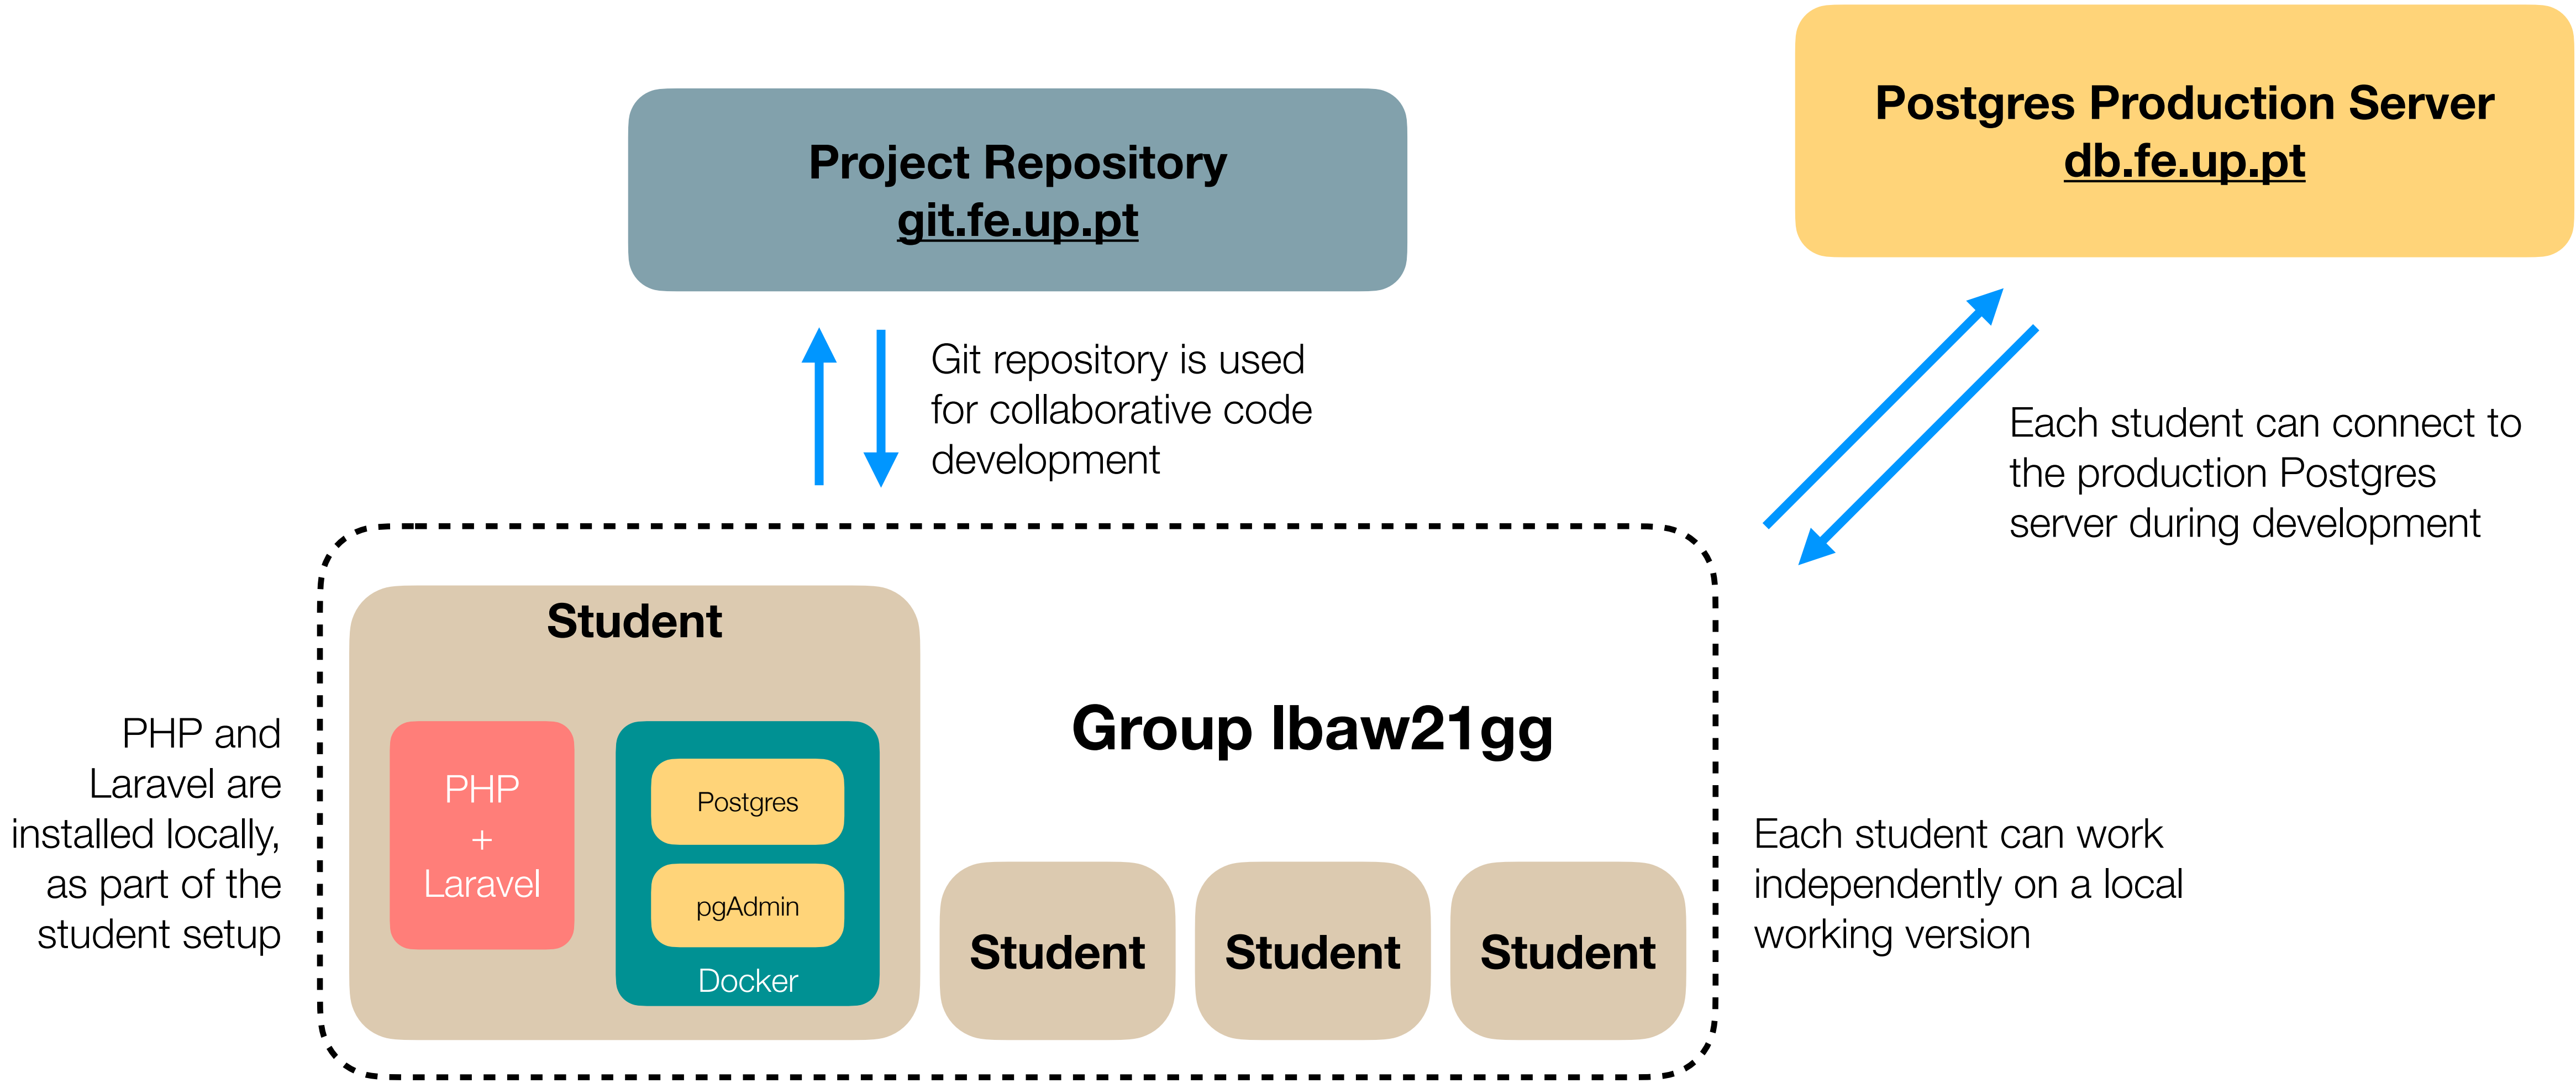 Postgres Production Server
db.fe.up.pt
Project Repository
git.fe.up.pt
Git repository is used
for collaborative code
development
Each student can connect to
the production Postgres
server during development
Student
PHP and
Laravel are
installed locally,
as part of the
student setup
PHP
+
Laravel
Postgres
pgAdmin
Docker
Group lbaw21gg
Student
Student
Student
Each student can work
independently on a local
working version